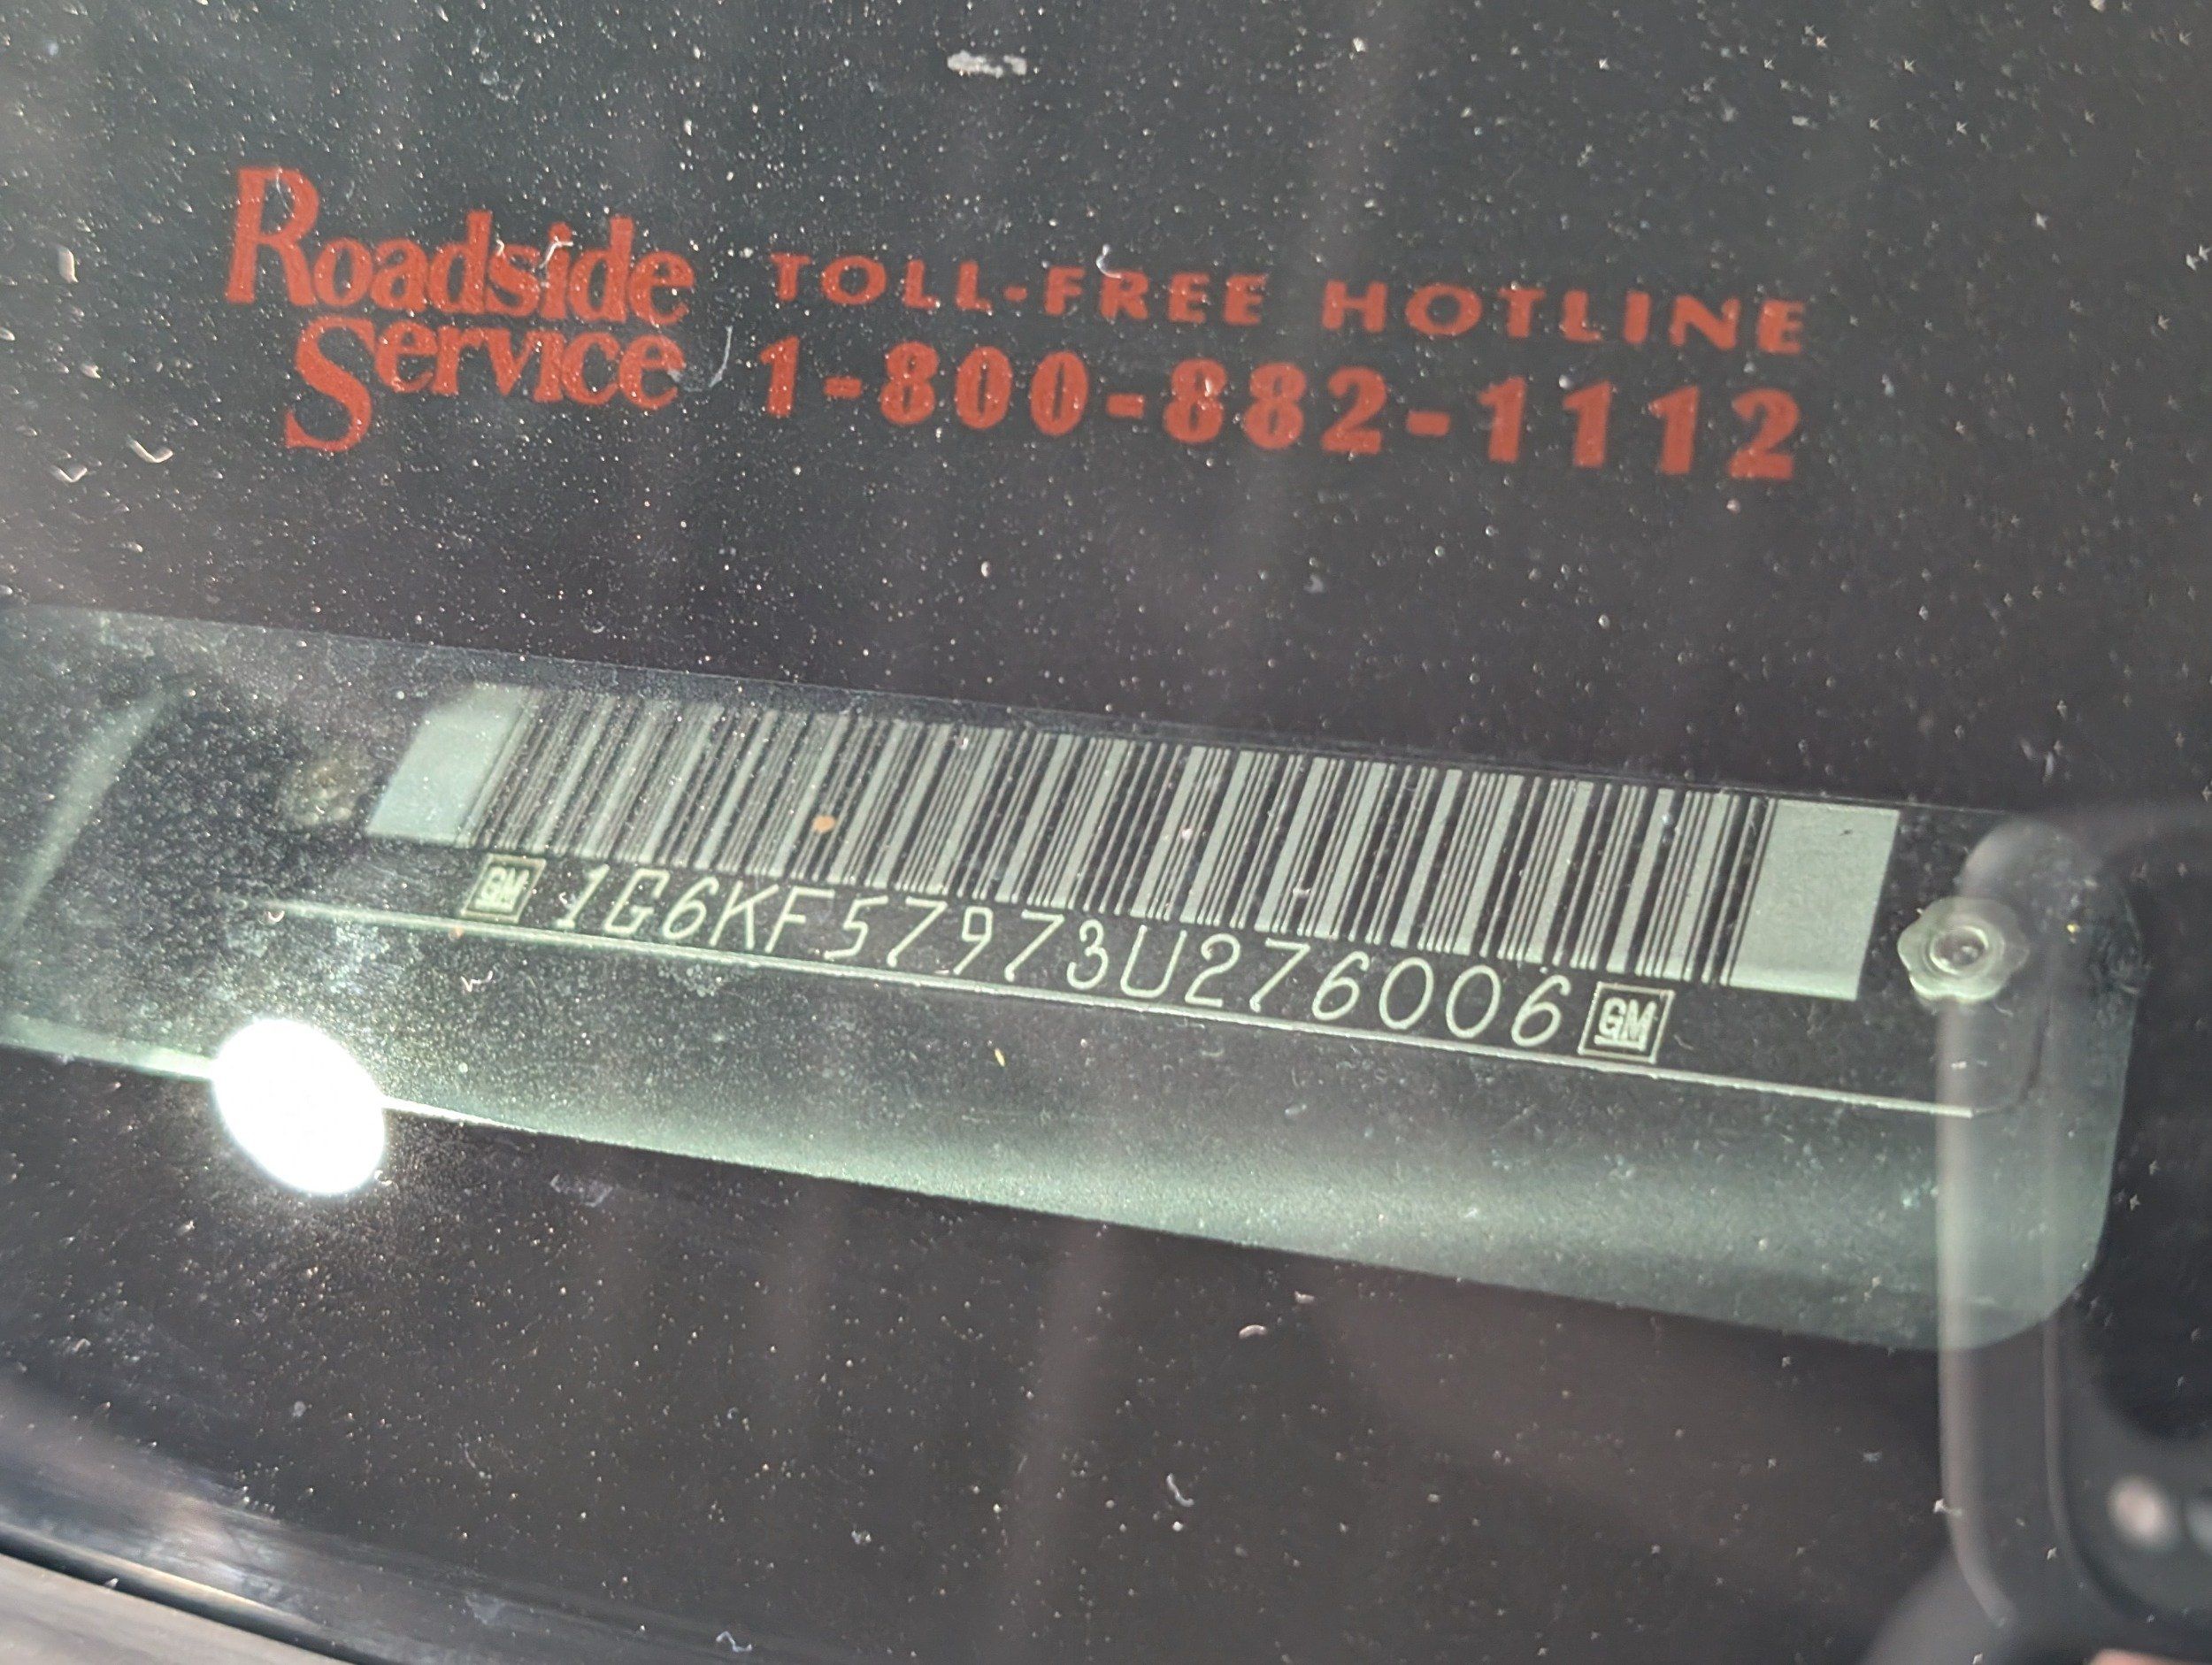 Roadside
Service
TOLL-FREE HOTLINE
1-800-882-1112
GM 1G6KF57973U276006 GM